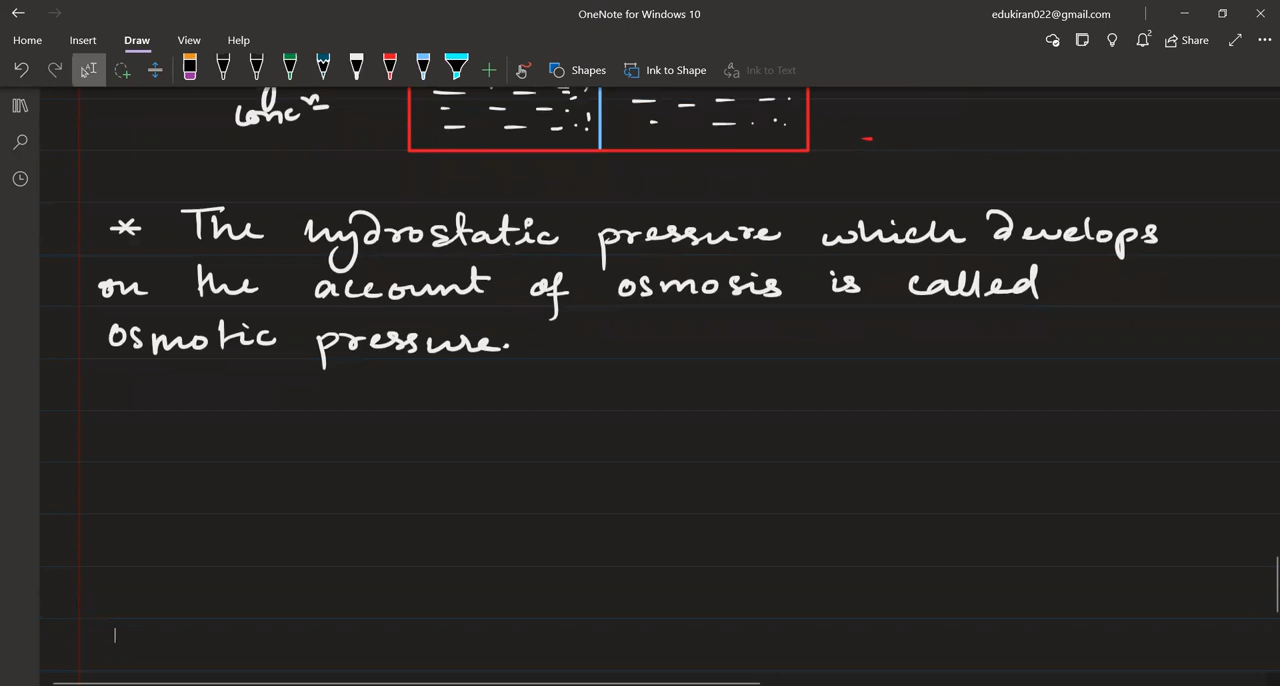 OneNote for Windows 10
edukiran022@gmail.com
Home Insert Draw View Help
Share
Shapes
Ink to Shape
Ink to Text
conc n
* The hydrostatic pressure which develops
on the account of osmosis is called
osmotic pressure.